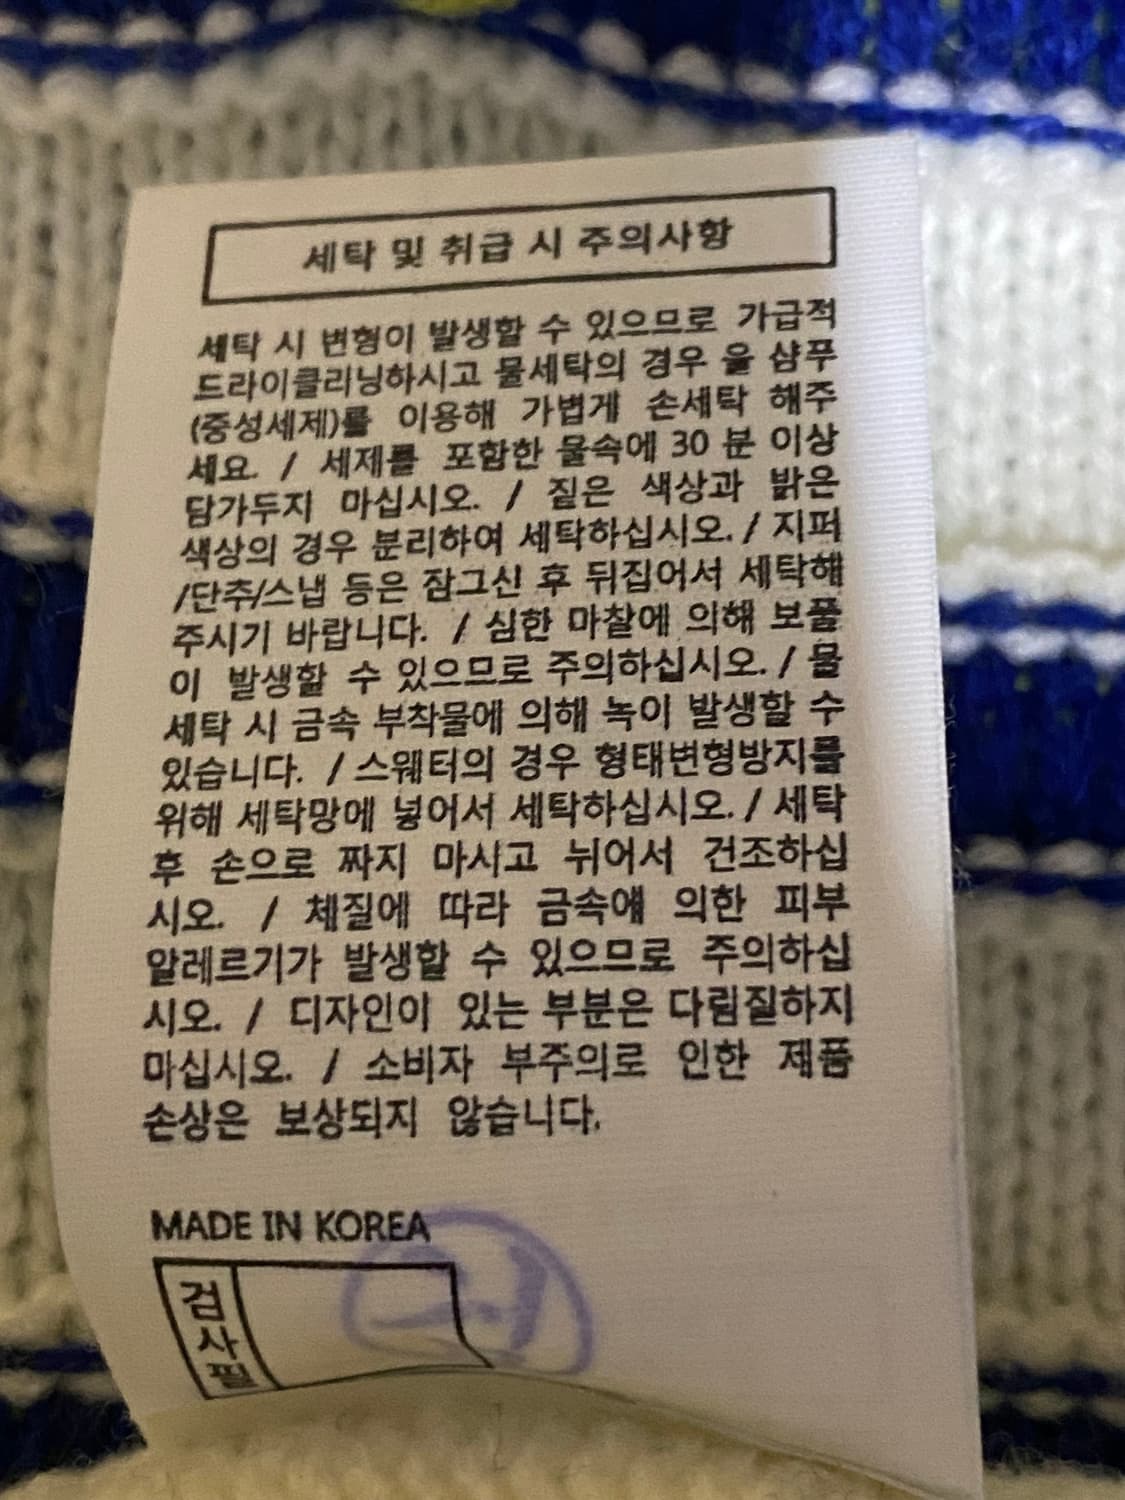 세탁 및 취급 시 주의사항
세탁 시 변형이 발생할 수 있으므로 가급적
드라이클리닝하시고 물세탁의 경우 울 샴푸
(중성세제)를 이용해 가볍게 손세탁 해주
세요. / 세제를 포함한 물속에 30 분 이상
담가두지 마십시오. / 짙은 색상과 밝은
색상의 경우 분리하여 세탁하십시오. / 지퍼
/단추/스냅 등은 잠그신 후 뒤집어서 세탁해
주시기 바랍니다. / 심한 마찰에 의해 보풀
이 발생할 수 있으므로 주의하십시오. / 물
세탁 시 금속 부착물에 의해 녹이 발생할 수
있습니다. / 스웨터의 경우 형태변형방지를
위해 세탁망에 넣어서 세탁하십시오. / 세탁
후 손으로 짜지 마시고 뉘어서 건조하십
시오. / 체질에 따라 금속에 의한 피부
알레르기가 발생할 수 있으므로 주의하십
시오. / 디자인이 있는 부분은 다림질하지
마십시오. / 소비자 부주의로 인한 제품
손상은 보상되지 않습니다.
MADE IN KOREA
검사필